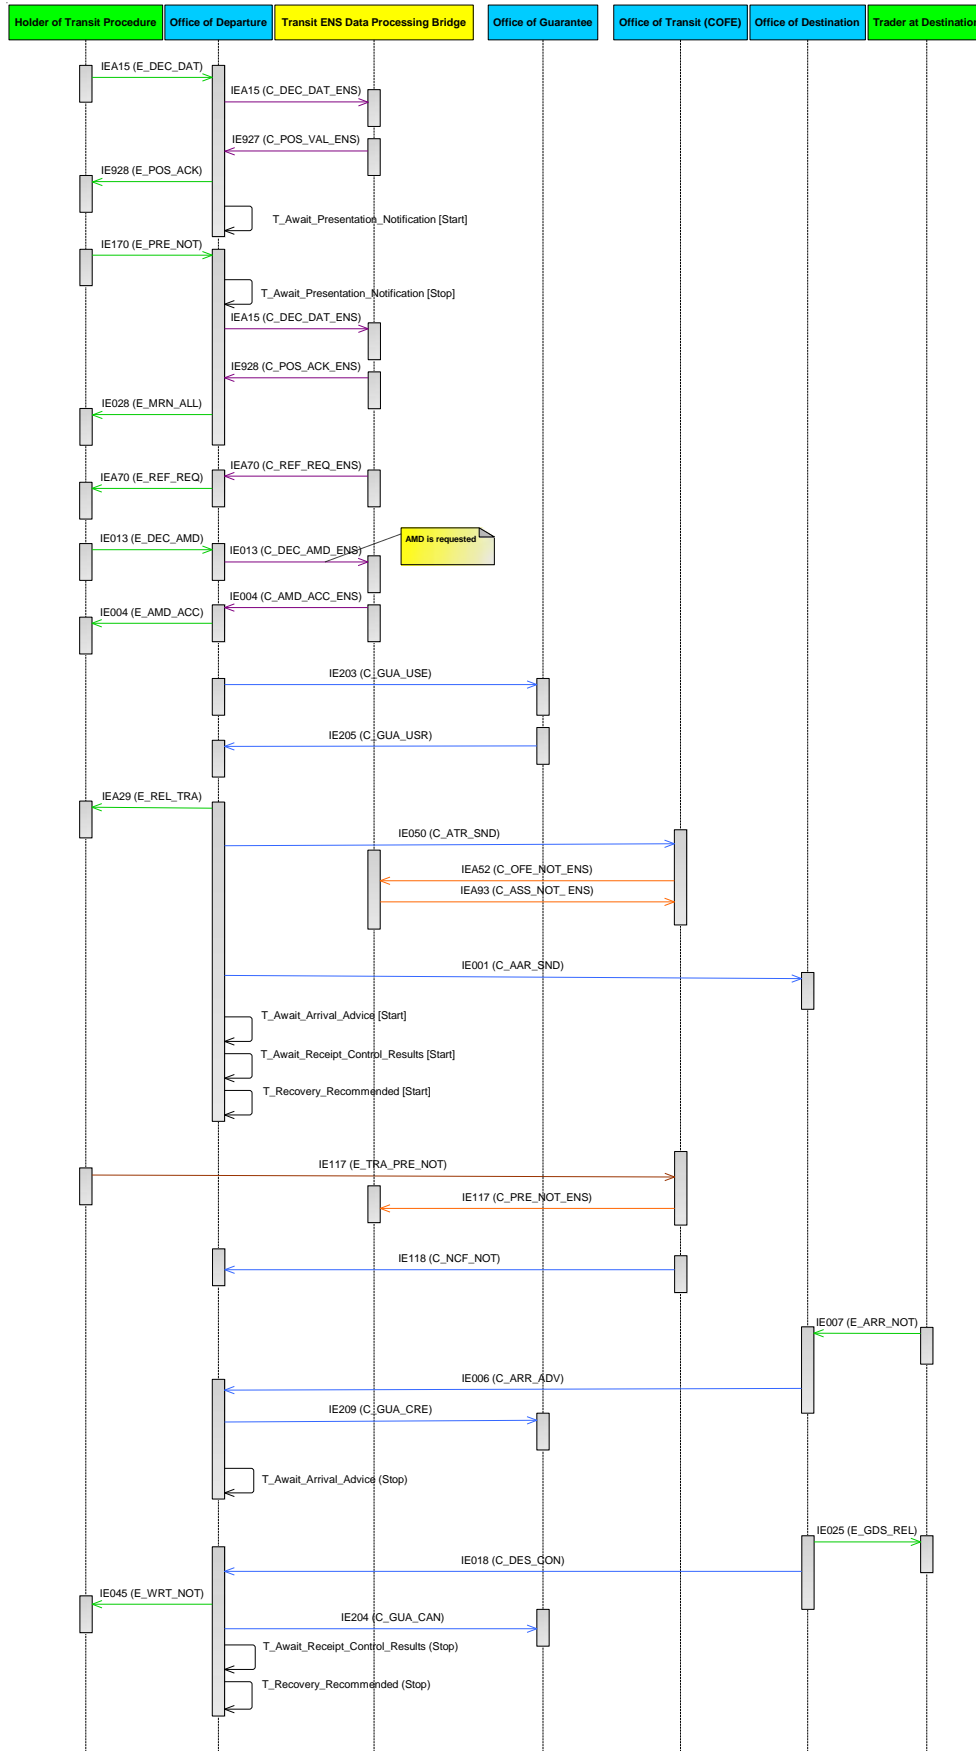 Holder of Transit Procedure
Office of Departure
Transit ENS Data Processing Bridge
Office of Guarantee
Office of Transit (COFE)
Office of Destination
Trader at Destination
IEA15 (E_DEC_DAT)
IEA15 (C_DEC_DAT_ENS)
IE927 (C_POS_VAL_ENS)
IE928 (E_POS_ACK)
T_Await_Presentation_Notification [Start]
IE170 (E_PRE_NOT)
T_Await_Presentation_Notification [Stop]
IEA15 (C_DEC_DAT_ENS)
IE928 (C_POS_ACK_ENS)
IE028 (E_MRN_ALL)
IEA70 (C_REF_REQ_ENS)
IEA70 (E_REF_REQ)
AMD is requested
IE013 (E_DEC_AMD)
IE013 (C_DEC_AMD_ENS)
IE004 (C_AMD_ACC_ENS)
IE004 (E_AMD_ACC)
IE203 (C_GUA_USE)
IE205 (C_GUA_USR)
IEA29 (E_REL_TRA)
IE050 (C_ATR_SND)
IEA52 (C_OFE_NOT_ENS)
IEA93 (C_ASS_NOT_ ENS)
IE001 (C_AAR_SND)
T_Await_Arrival_Advice [Start]
T_Await_Receipt_Control_Results [Start]
T_Recovery_Recommended [Start]
IE117 (E_TRA_PRE_NOT)
IE117 (C_PRE_NOT_ENS)
IE118 (C_NCF_NOT)
IE007 (E_ARR_NOT)
IE006 (C_ARR_ADV)
IE209 (C_GUA_CRE)
T_Await_Arrival_Advice (Stop)
IE025 (E_GDS_REL)
IE018 (C_DES_CON)
IE045 (E_WRT_NOT)
IE204 (C_GUA_CAN)
T_Await_Receipt_Control_Results (Stop)
T_Recovery_Recommended (Stop)